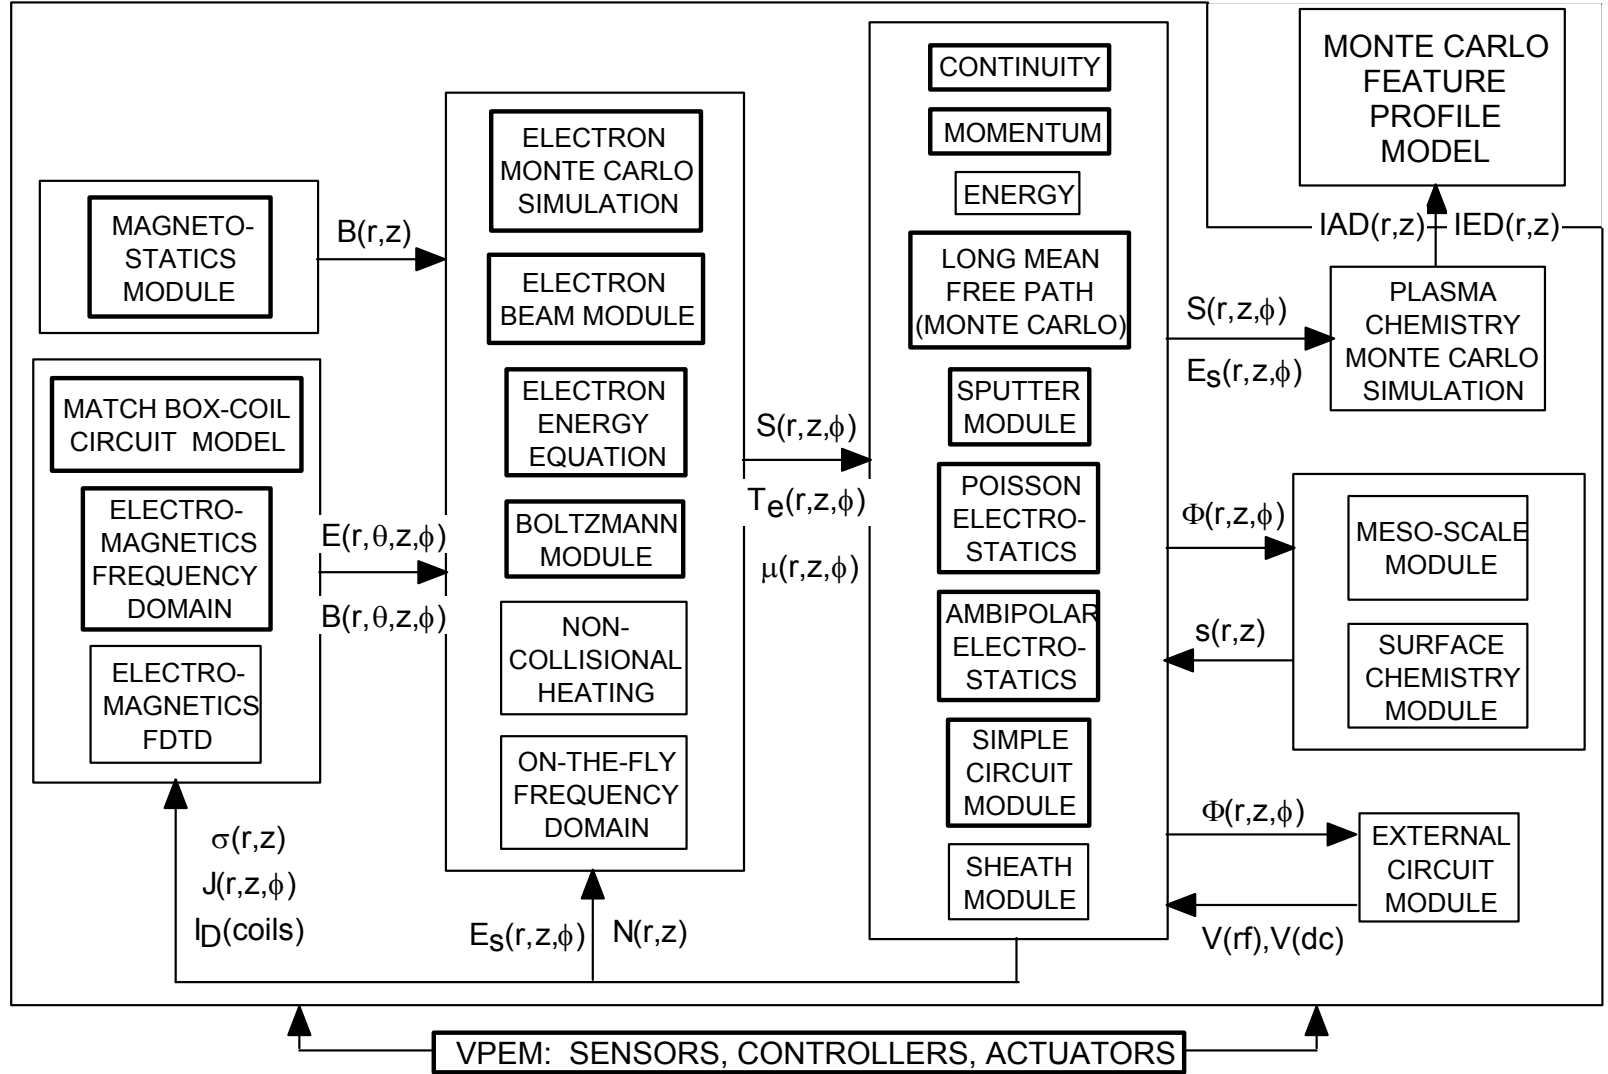 MAGNETO-
STATICS
MODULE
B(r,z)
MATCH BOX-COIL
CIRCUIT MODEL
ELECTRO-
MAGNETICS
FREQUENCY
DOMAIN
ELECTRO-
MAGNETICS
FDTD
E(r,θ,z,ϕ)
B(r,θ,z,ϕ)
σ(r,z)
J(r,z,ϕ)
ID(coils)
ELECTRON
MONTE CARLO
SIMULATION
ELECTRON
BEAM MODULE
ELECTRON
ENERGY
EQUATION
BOLTZMANN
MODULE
NON-
COLLISIONAL
HEATING
ON-THE-FLY
FREQUENCY
DOMAIN
Es(r,z,ϕ)
N(r,z)
S(r,z,ϕ)
Te(r,z,ϕ)
μ(r,z,ϕ)
CONTINUITY
MOMENTUM
ENERGY
LONG MEAN
FREE PATH
(MONTE CARLO)
SPUTTER
MODULE
POISSON
ELECTRO-
STATICS
AMBIPOLAR
ELECTRO-
STATICS
SIMPLE
CIRCUIT
MODULE
SHEATH
MODULE
MONTE CARLO
FEATURE
PROFILE
MODEL
IAD(r,z) IED(r,z)
S(r,z,ϕ)
Es(r,z,ϕ)
PLASMA
CHEMISTRY
MONTE CARLO
SIMULATION
Φ(r,z,ϕ)
s(r,z)
MESO-SCALE
MODULE
SURFACE
CHEMISTRY
MODULE
Φ(r,z,ϕ)
V(rf),V(dc)
EXTERNAL
CIRCUIT
MODULE
VPEM: SENSORS, CONTROLLERS, ACTUATORS